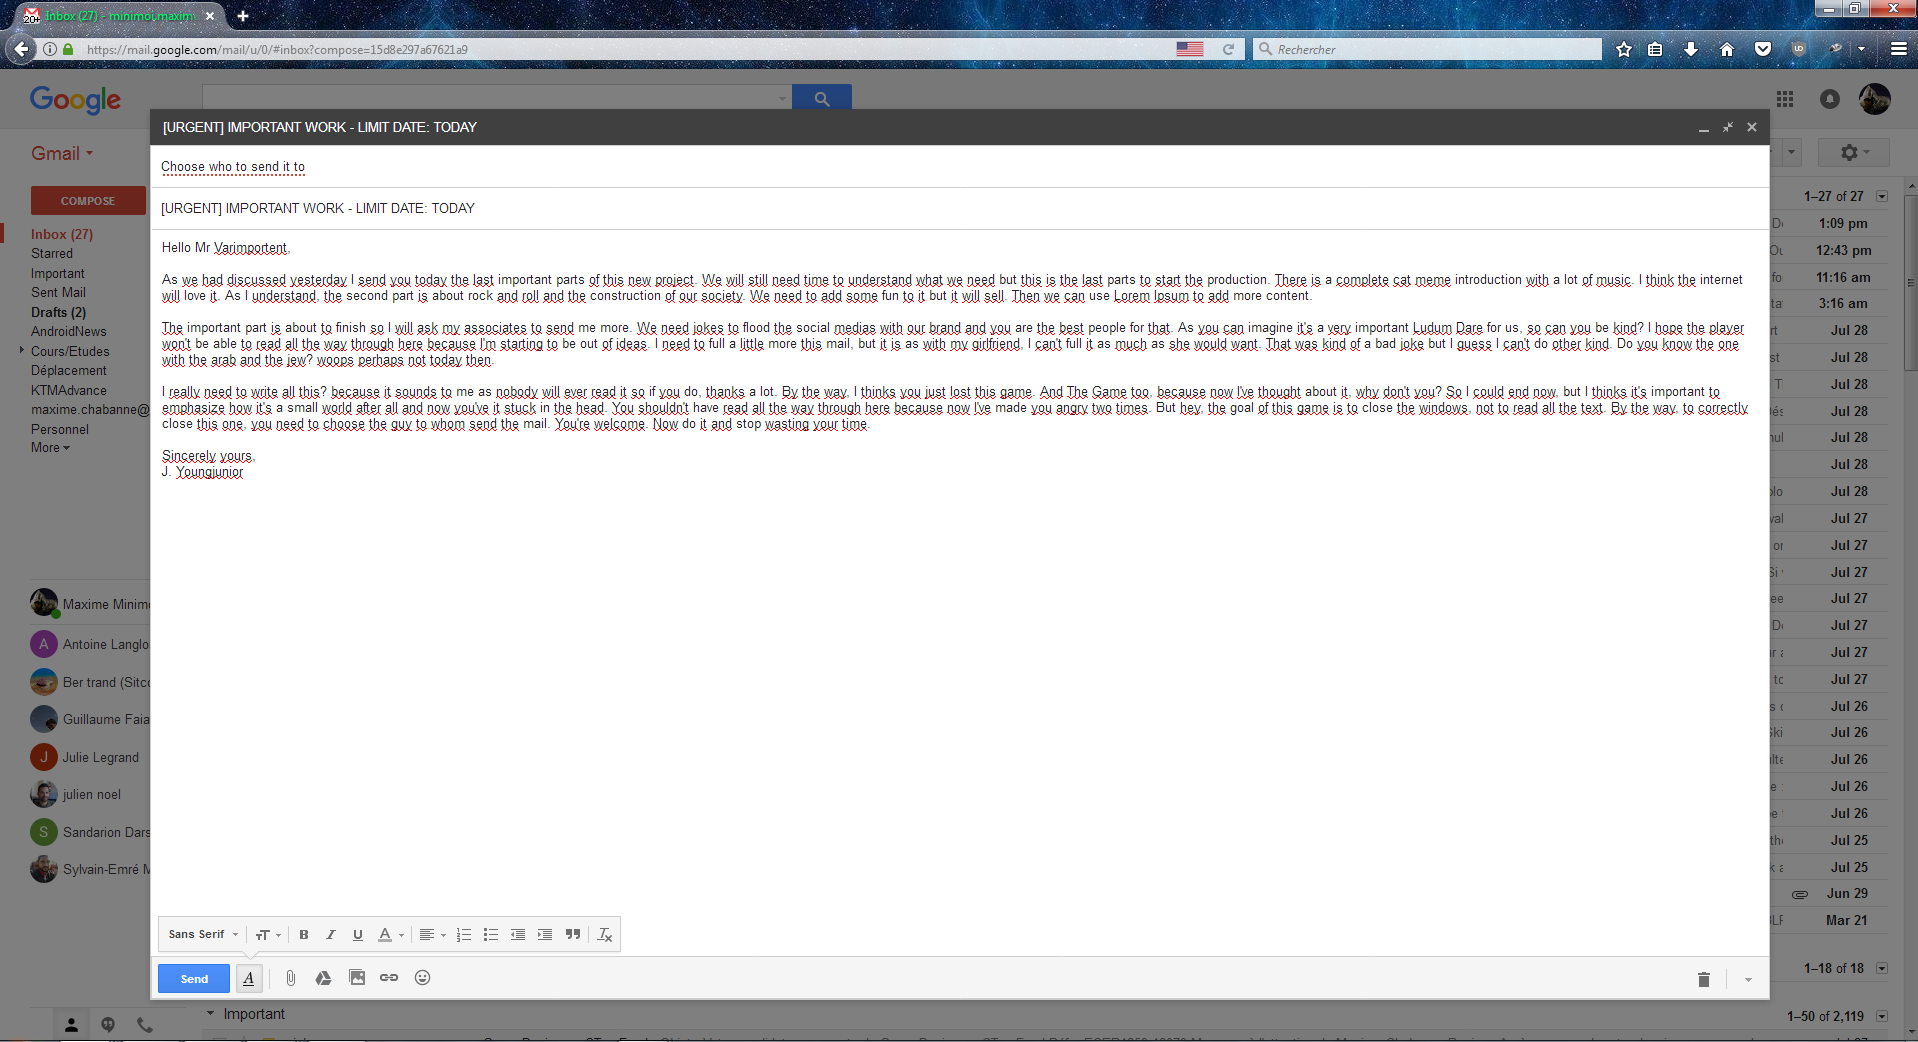 20+
Inbox (27) - minimoi.maxim
https://mail.google.com/mail/u/0/#inbox?compose=15d8e297a67621a9
Rechercher
Google
[URGENT] IMPORTANT WORK - LIMIT DATE: TODAY
Choose who to send it to
[URGENT] IMPORTANT WORK - LIMIT DATE: TODAY
Hello Mr Varimportent,
As we had discussed yesterday I send you today the last important parts of this new project. We will still need time to understand what we need but this is the last parts to start the production. There is a complete cat meme introduction with a lot of music. I think the internet
will love it. As I understand, the second part is about rock and roll and the construction of our society. We need to add some fun to it but it will sell. Then we can use Lorem Ipsum to add more content.
The important part is about to finish so I will ask my associates to send me more. We need jokes to flood the social medias with our brand and you are the best people for that. As you can imagine it's a very important Ludum Dare for us, so can you be kind? I hope the player
won't be able to read all the way through here because I'm starting to be out of ideas. I need to full a little more this mail, but it is as with my girlfriend, I can't full it as much as she would want. That was kind of a bad joke but I guess I can't do other kind. Do you know the one
with the arab and the jew? woops perhaps not today then.
I really need to write all this? because it sounds to me as nobody will ever read it so if you do, thanks a lot. By the way, I thinks you just lost this game. And The Game too, because now I've thought about it, why don't you? So I could end now, but I thinks it's important to
emphasize how it's a small world after all and now you've it stuck in the head. You shouldn't have read all the way through here because now I've made you angry two times. But hey, the goal of this game is to close the windows, not to read all the text. By the way, to correctly
close this one, you need to choose the guy to whom send the mail. You're welcome. Now do it and stop wasting your time.
Sincerely yours,
J. Youngjunior
Sans Serif
Send
Gmail
COMPOSE
Inbox (27)
Starred
Important
Sent Mail
Drafts (2)
AndroidNews
Cours/Etudes
Déplacement
KTMAdvance
maxime.chabanne@
Personnel
More
Maxime Minim
A Antoine Langlo
Ber trand (Sitc
Guillaume Faia
J Julie Legrand
julien noel
S Sandarion Dars
Sylvain-Emré M
1–27 of 27
1:09 pm
12:43 pm
11:16 am
3:16 am
Jul 28
Jul 28
Jul 28
Jul 28
Jul 28
Jul 28
Jul 28
Jul 27
Jul 27
Jul 27
Jul 27
Jul 27
Jul 27
Jul 27
Jul 26
Jul 26
Jul 26
Jul 26
Jul 26
Jul 25
Jul 25
Jun 29
Mar 21
1–18 of 18
Important
1–50 of 2,119